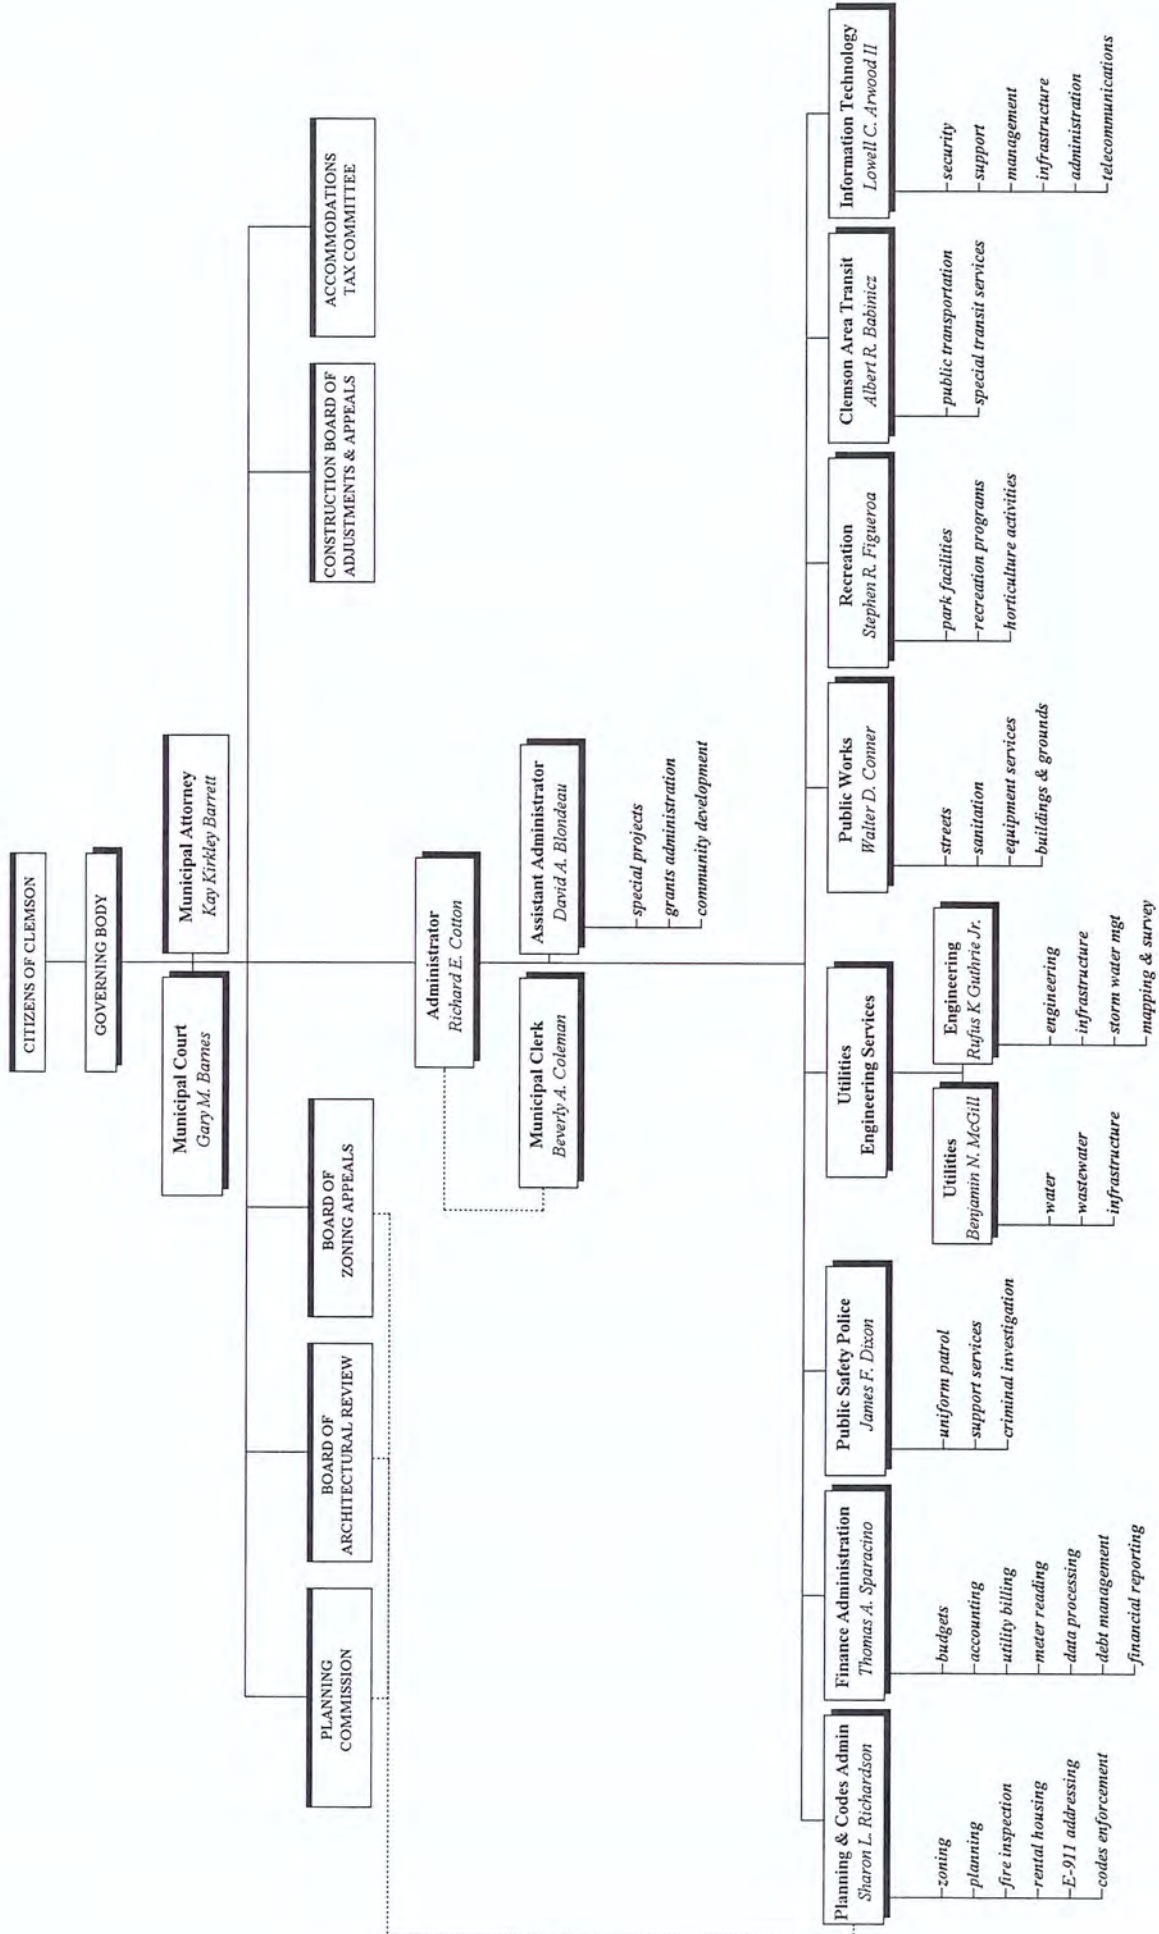 CITIZENS OF CLEMSON
GOVERNING BODY
Municipal Court
Gary M. Barnes
Municipal Attorney
Kay Kirkley Barrett
PLANNING
COMMISSION
BOARD OF
ARCHITECTURAL REVIEW
BOARD OF
ZONING APPEALS
CONSTRUCTION BOARD OF
ADJUSTMENTS & APPEALS
ACCOMMODATIONS
TAX COMMITTEE
Administrator
Richard E. Cotton
Municipal Clerk
Beverly A. Coleman
Assistant Administrator
David A. Blondeau
special projects
grants administration
community development
Planning & Codes Admin
Sharon L. Richardson
zoning
planning
fire inspection
rental housing
E-911 addressing
codes enforcement
Finance Administration
Thomas A. Sparacino
budgets
accounting
utility billing
meter reading
data processing
debt management
financial reporting
Public Safety Police
James F. Dixon
uniform patrol
support services
criminal investigation
Utilities
Engineering Services
Utilities
Benjamin N. McGill
water
wastewater
infrastructure
Engineering
Rufus K Guthrie Jr.
engineering
infrastructure
storm water mgt
mapping & survey
Public Works
Walter D. Conner
streets
sanitation
equipment services
buildings & grounds
Recreation
Stephen R. Figueroa
park facilities
recreation programs
horticulture activities
Clemson Area Transit
Albert R. Babinicz
public transportation
special transit services
Information Technology
Lowell C. Arwood II
security
support
management
infrastructure
administration
telecommunications